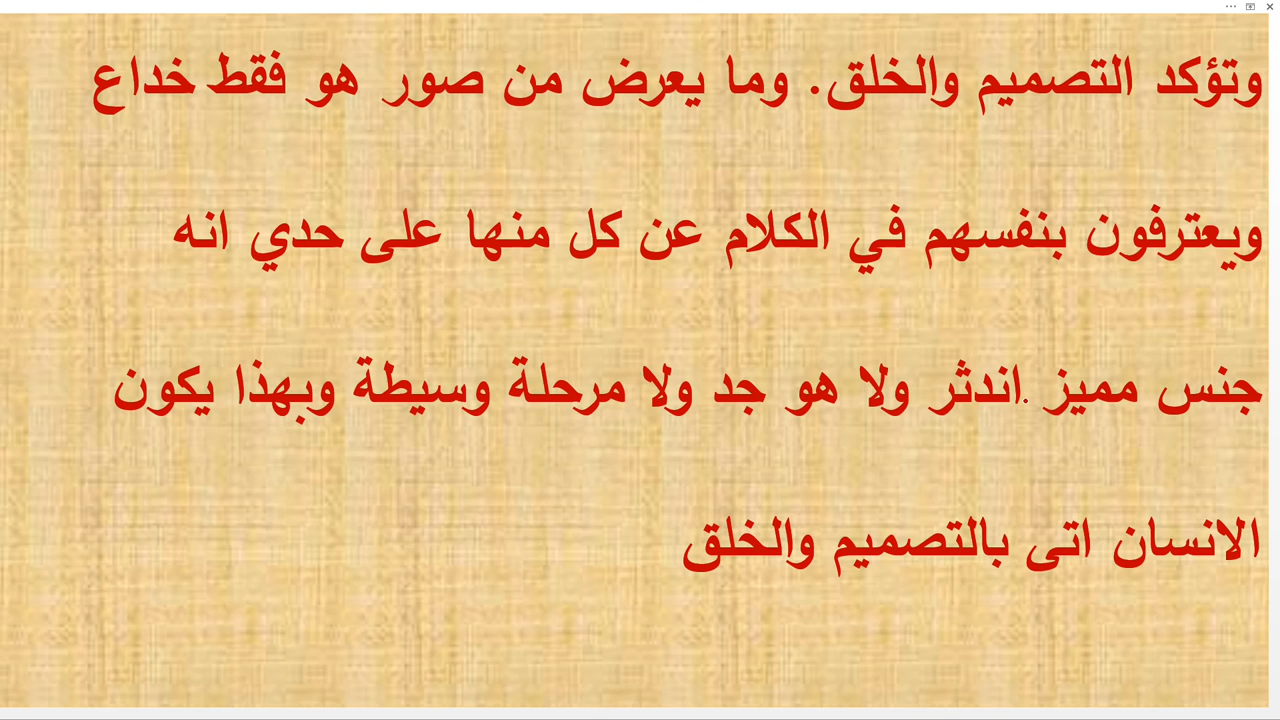 وتؤكد التصميم والخلق. وما يعرض من صور هو فقط خداع
ويعترفون بنفسهم في الكلام عن كل منها على حدي انه
جنس مميز .اندثر ولا هو جد ولا مرحلة وسيطة وبهذا يكون
الانسان اتى بالتصميم والخلق